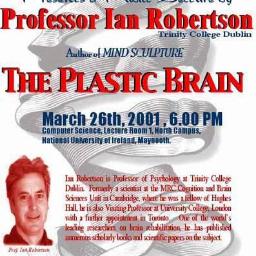 Lecture by
Professor Ian Robertson
Trinity College Dublin
Author of MIND SCULPTURE
THE PLASTIC BRAIN
March 26th, 2001 , 6.00 PM
Computer Science, Lecture Room 1, North Campus,
National University of Ireland, Maynooth.
Ian Robertson is Professor of Psychology at Trinity College
Dublin. Formerly a scientist at the MRC Cognition and Brain
Sciences Unit in Cambridge, where he was a fellow of Hughes
Hall, he is also Visiting Professor at University College, London
with a further appointment in Toronto. One of the world's
leading researchers on brain rehabilitation, he has published
numerous scholarly books and scientific papers on the subject.
Prof. Ian Robertson